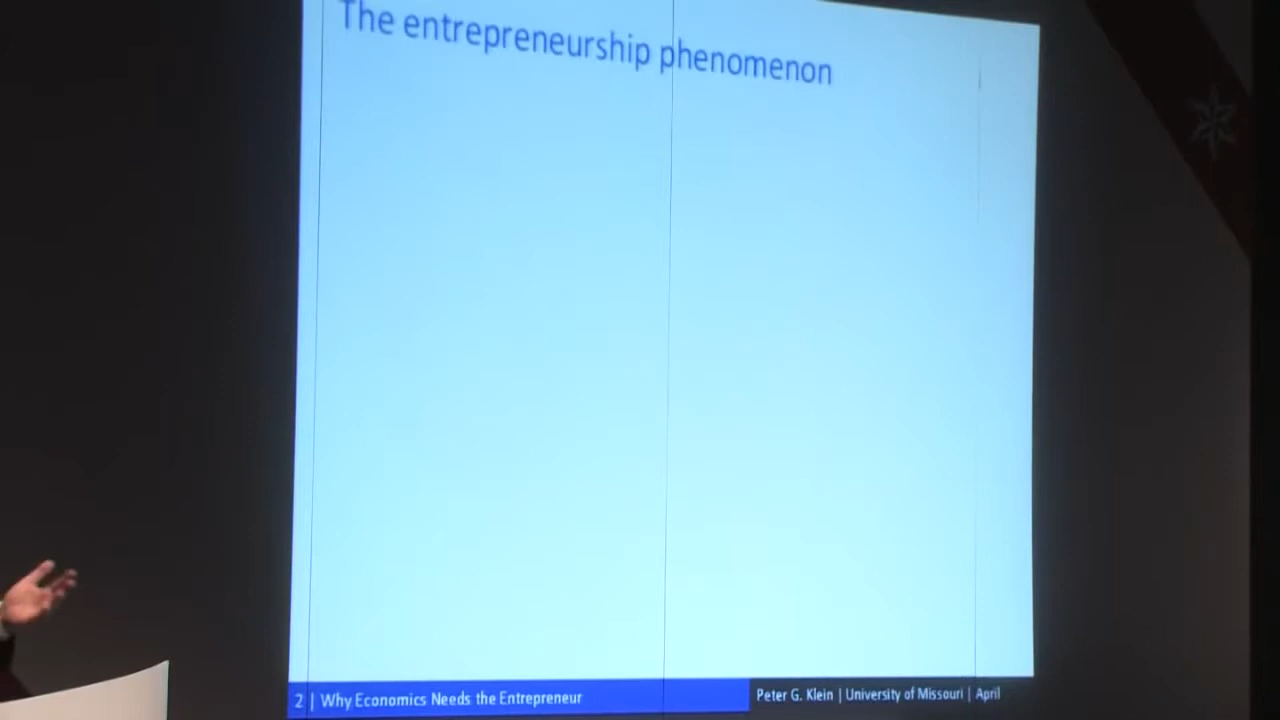 The entrepreneurship phenomenon
2 | Why Economics Needs the Entrepreneur
Peter G. Klein | University of Missouri | April